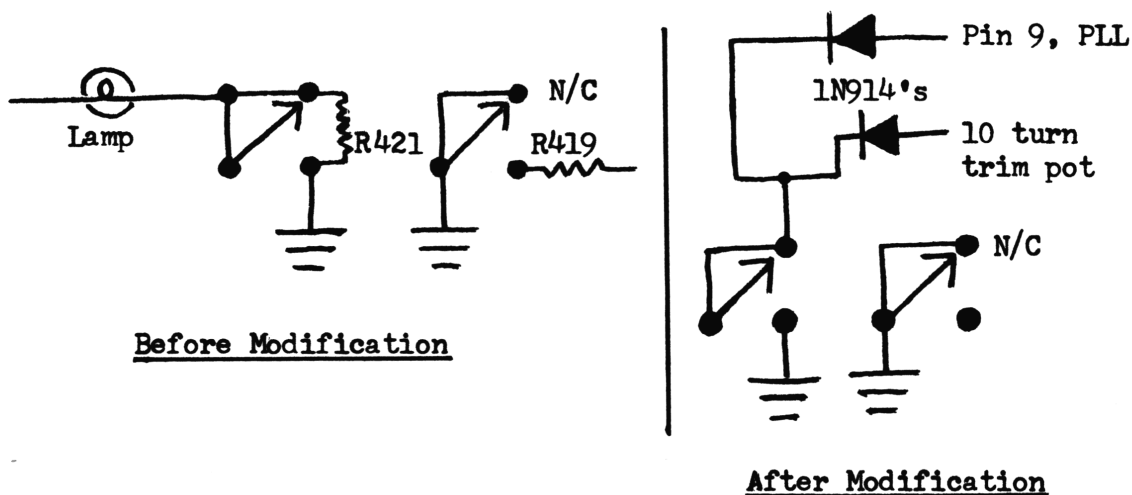 Lamp
R421
N/C
R419
Before Modification
Pin 9, PLL
1N914's
10 turn
trim pot
N/C
After Modification